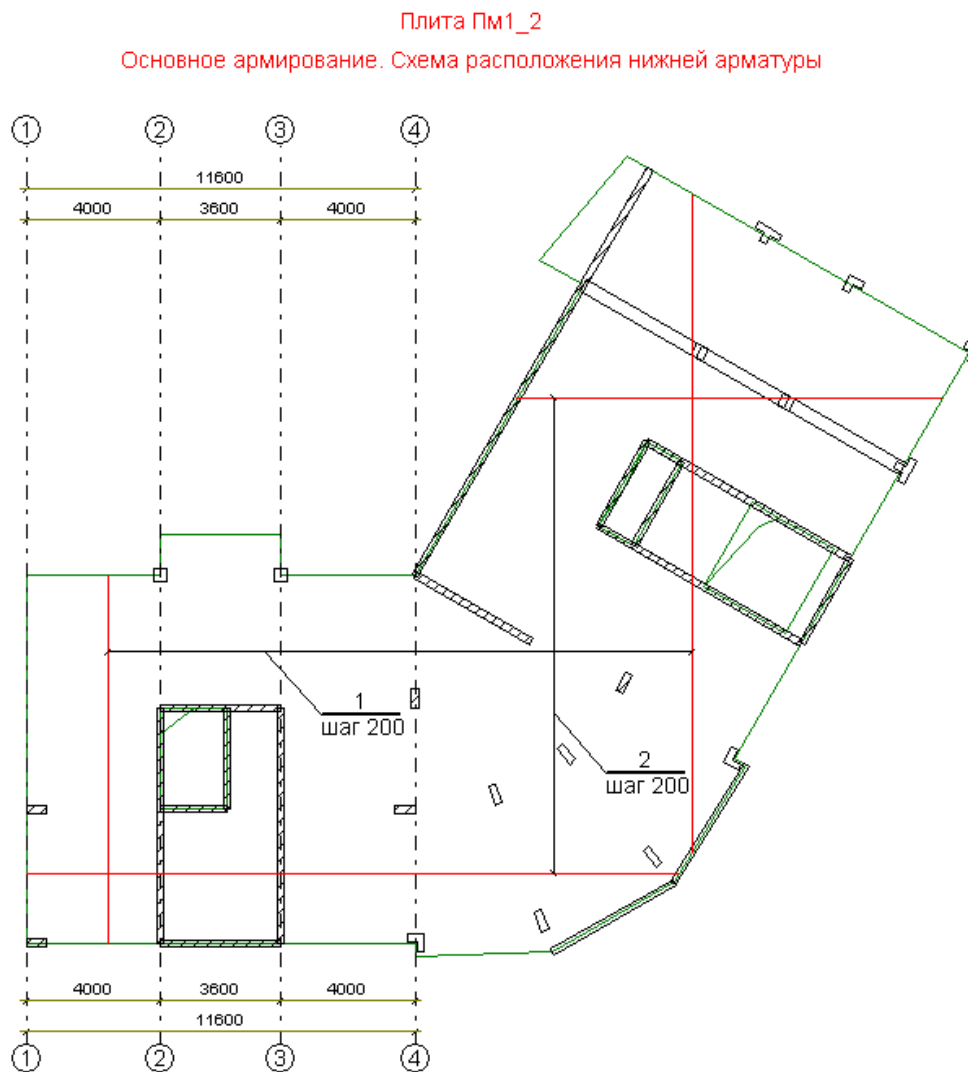 Плита Пм1_2
Основное армирование. Схема расположения нижней арматуры
1 2 3 4
11600
4000 3600 4000
1
шаг 200
2
шаг 200
4000 3600 4000
11600
1 2 3 4